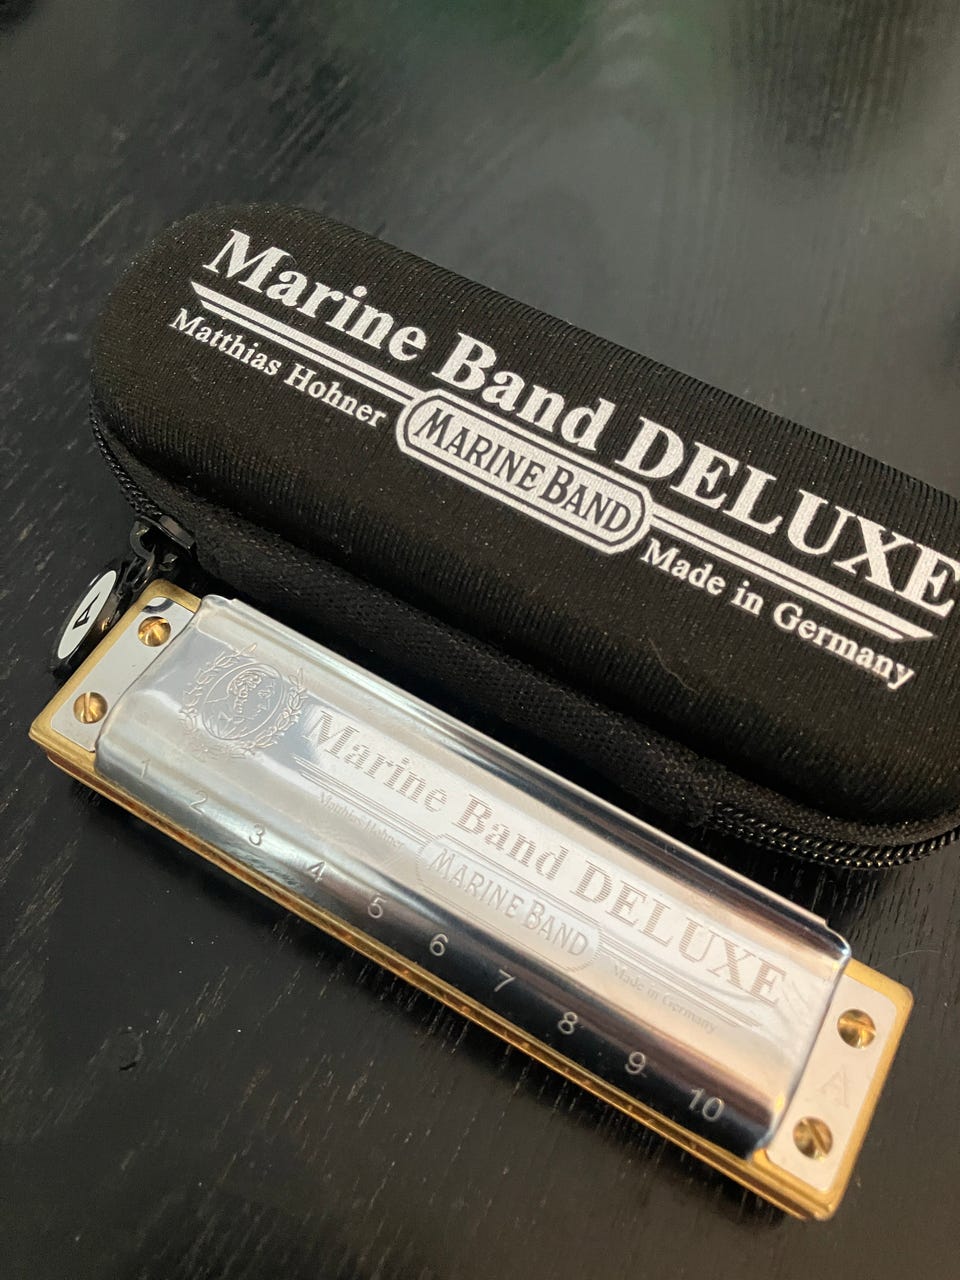 Marine Band DELUXE
Matthias Hohner
MARINE BAND
Made in Germany
A
Marine Band DELUXE
Matthias Hohner
MARINE BAND
Made in Germany
1 2 3 4 5 6 7 8 9 10
A